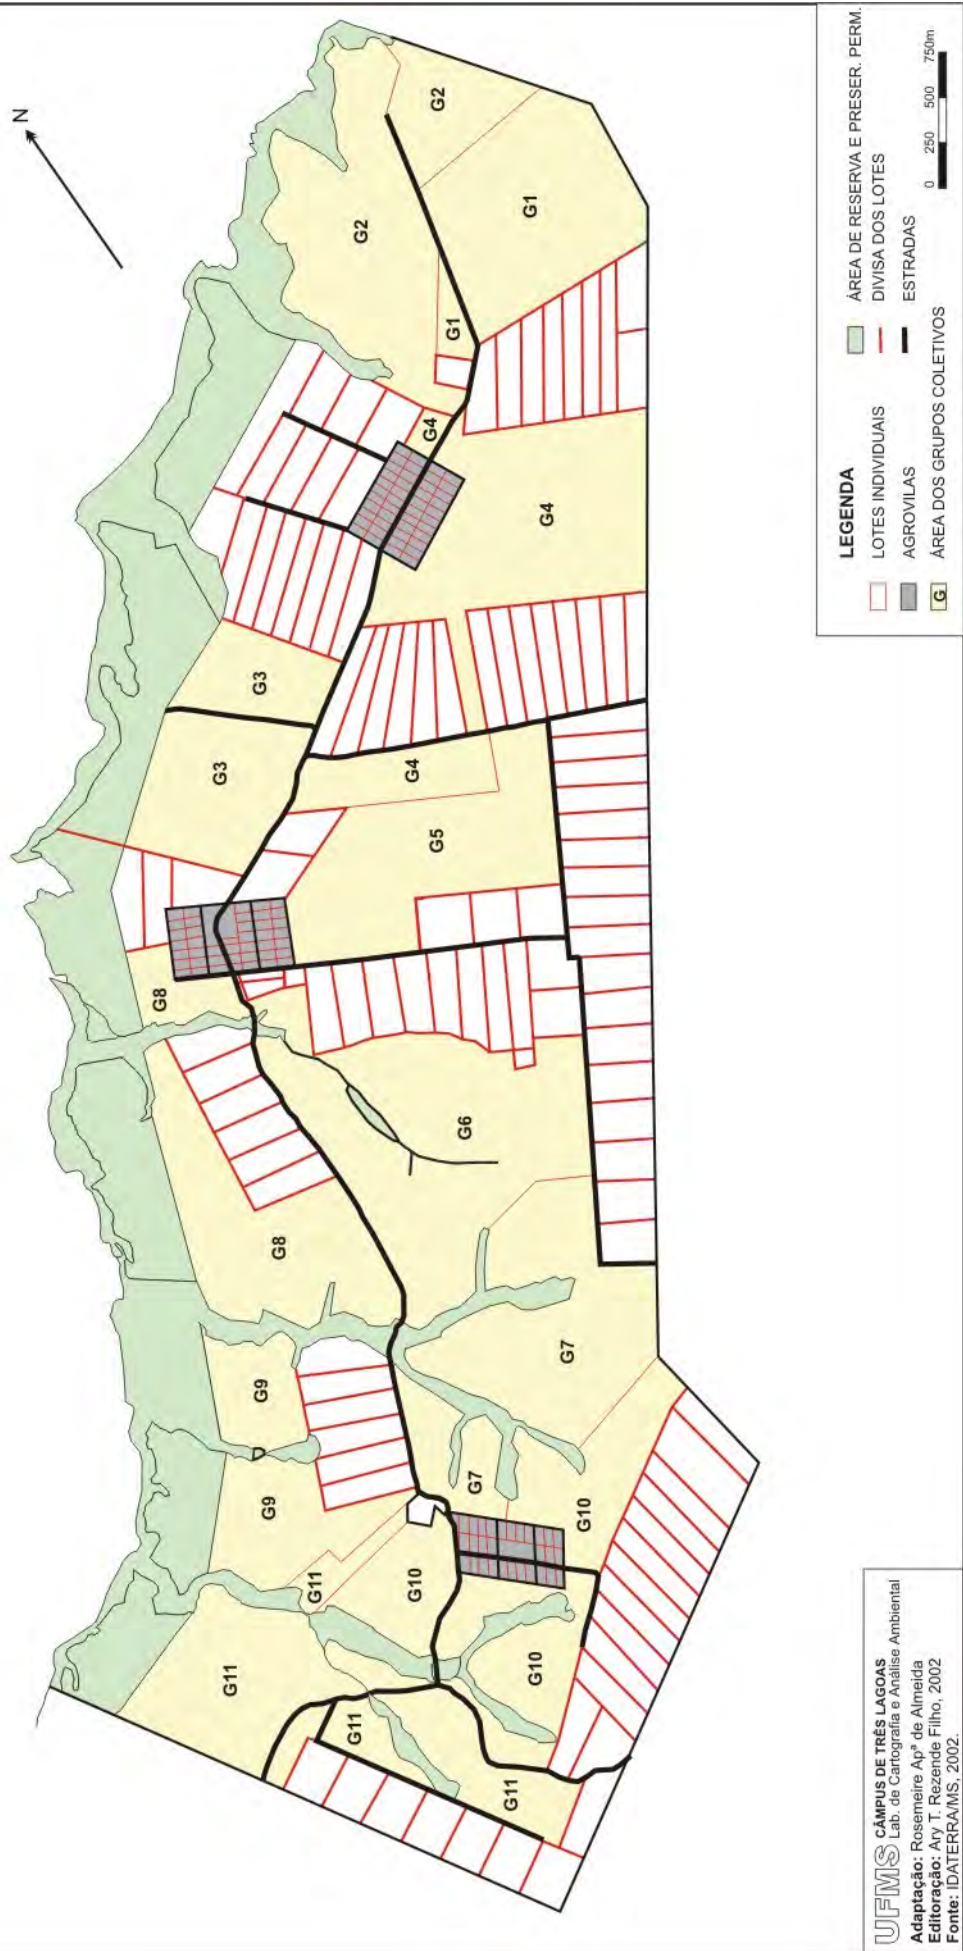 N
G2
G2
G1
G1
G4
G4
G3
G3
G4
G5
G8
G6
G8
G7
G9
G9
G7
G10
G11
G10
G10
G11
G11
G11
LEGENDA
LOTES INDIVIDUAIS
AGROVILAS
G ÁREA DOS GRUPOS COLETIVOS
ÁREA DE RESERVA E PRESER. PERM.
DIVISA DOS LOTES
ESTRADAS
0 250 500 750m
UFMS CÂMPUS DE TRÊS LAGOAS
Lab. de Cartografia e Análise Ambiental
Adaptação: Rosemeire Apª de Almeida
Editoração: Ary T. Rezende Filho, 2002
Fonte: IDATERRA/MS, 2002.